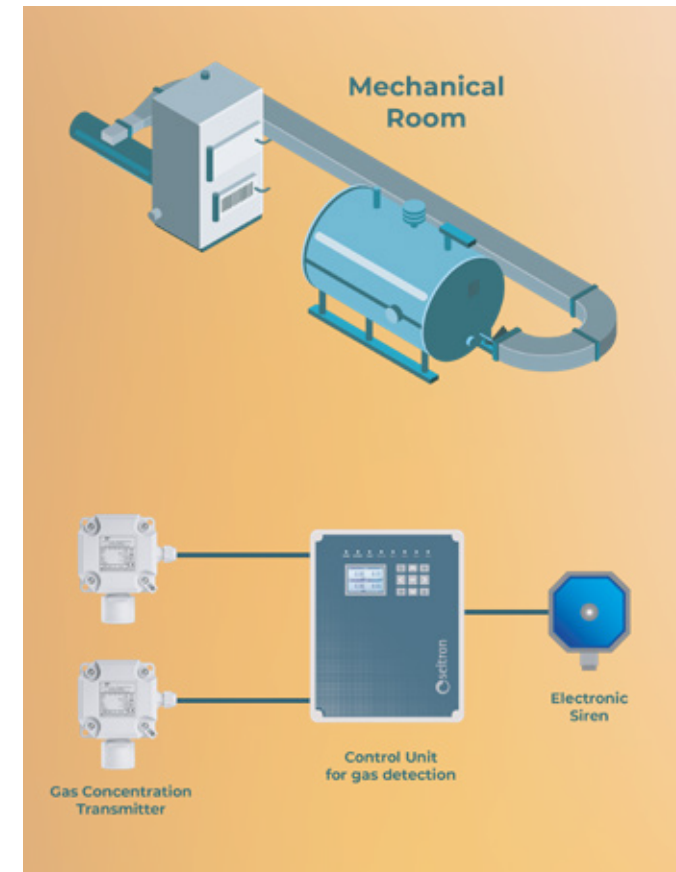 Mechanical
Room
seitron
Electronic
Siren
Control Unit
for gas detection
Gas Concentration
Transmitter